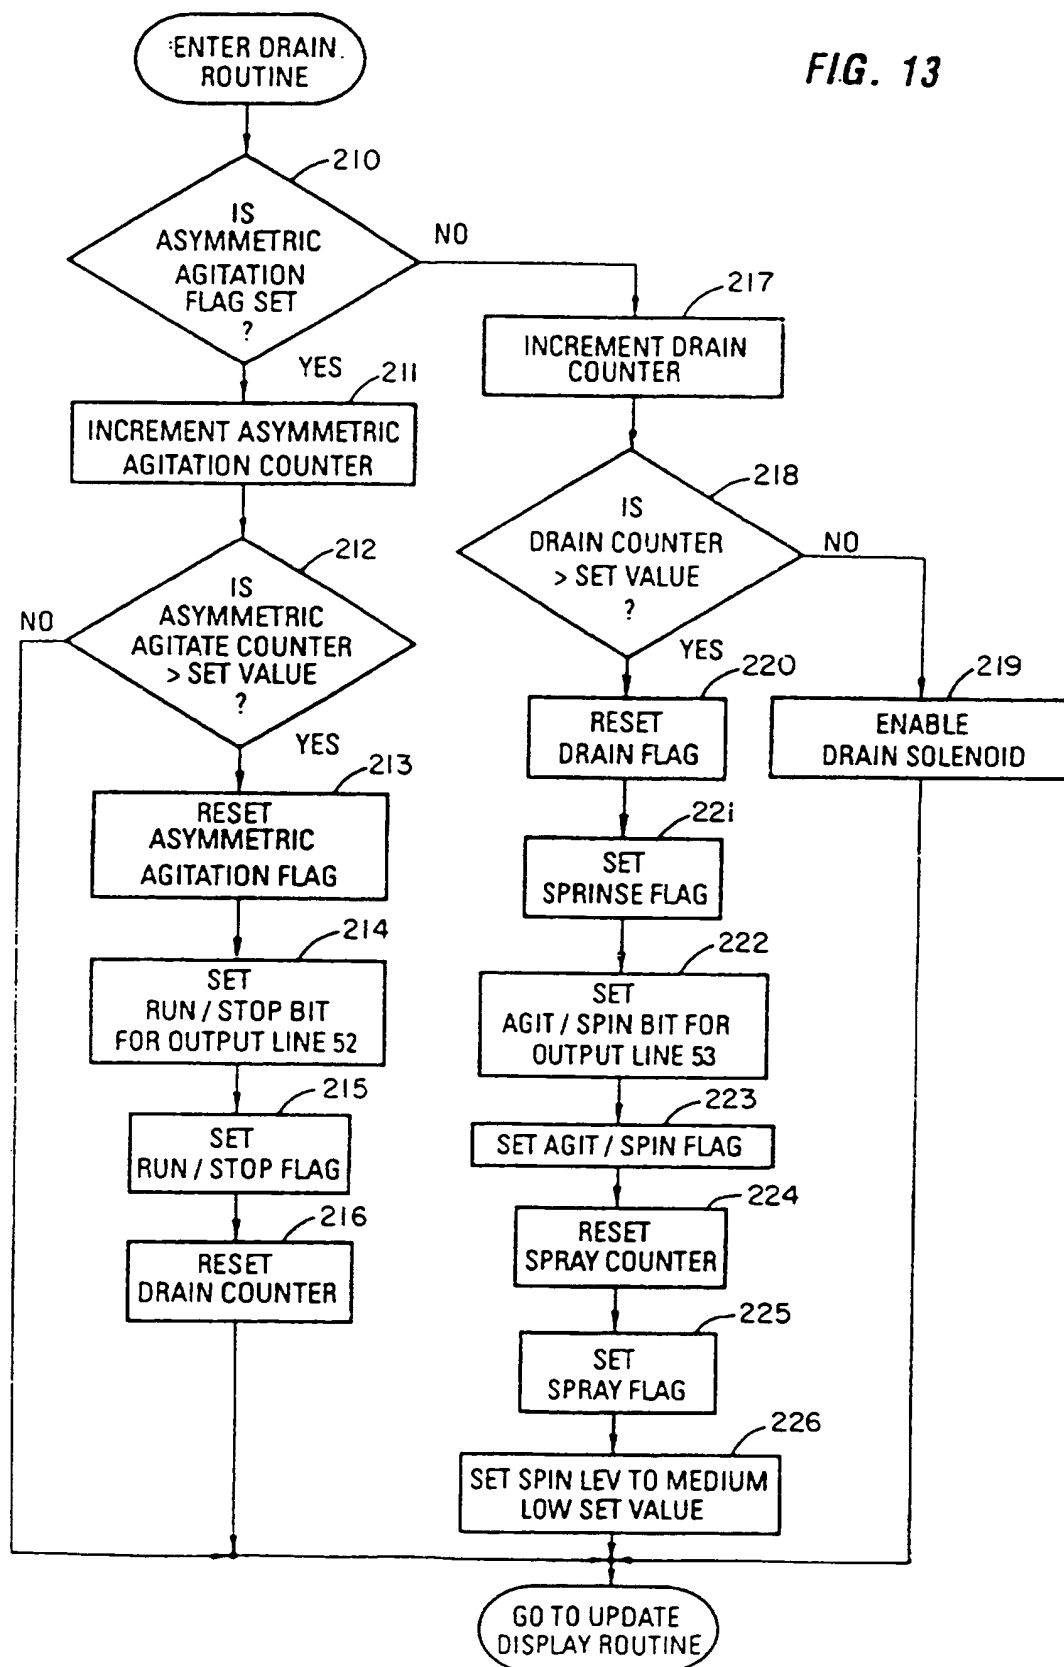 FIG. 13
ENTER DRAIN
ROUTINE
210
IS
ASYMMETRIC
AGITATION
FLAG SET
?
NO
YES
211
INCREMENT ASYMMETRIC
AGITATION COUNTER
212
IS
ASYMMETRIC
AGITATE COUNTER
> SET VALUE
?
NO
YES
213
RESET
ASYMMETRIC
AGITATION FLAG
214
SET
RUN / STOP BIT
FOR OUTPUT LINE 52
215
SET
RUN / STOP FLAG
216
RESET
DRAIN COUNTER
217
INCREMENT DRAIN
COUNTER
218
IS
DRAIN COUNTER
> SET VALUE
?
NO
YES
219
ENABLE
DRAIN SOLENOID
220
RESET
DRAIN FLAG
221
SET
SPRINSE FLAG
222
SET
AGIT / SPIN BIT FOR
OUTPUT LINE 53
223
SET AGIT / SPIN FLAG
224
RESET
SPRAY COUNTER
225
SET
SPRAY FLAG
226
SET SPIN LEV TO MEDIUM
LOW SET VALUE
GO TO UPDATE
DISPLAY ROUTINE